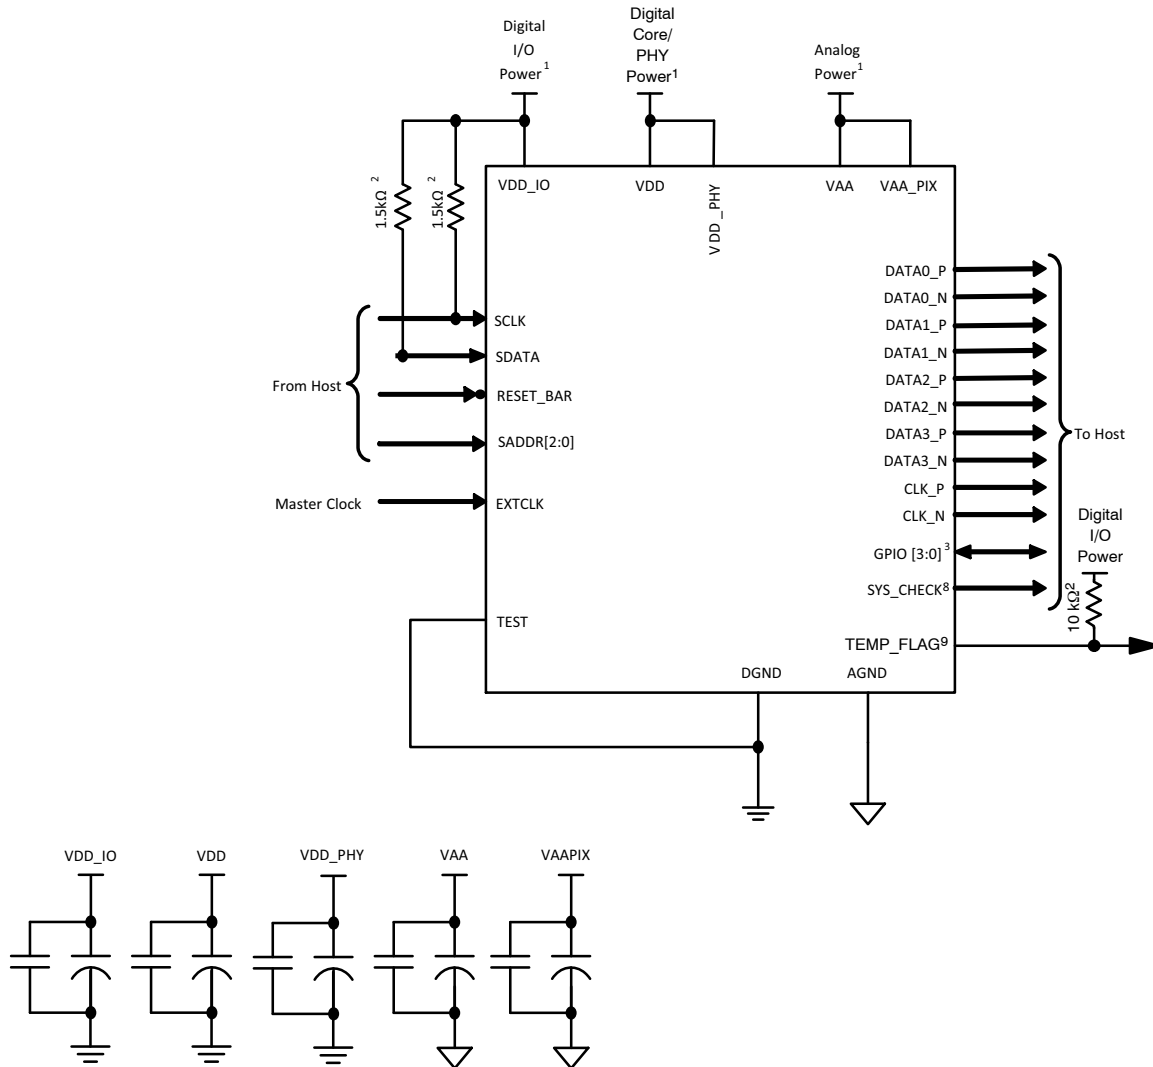 Digital
I/O
Power1
Digital
Core/
PHY
Power1
Analog
Power1
1.5kΩ 2
1.5kΩ 2
VDD_IO
VDD
VDD_PHY
VAA
VAA_PIX
From Host
SCLK
SDATA
RESET_BAR
SADDR[2:0]
Master Clock
EXTCLK
TEST
DATA0_P
DATA0_N
DATA1_P
DATA1_N
DATA2_P
DATA2_N
DATA3_P
DATA3_N
CLK_P
CLK_N
GPIO [3:0] 3
SYS_CHECK8
TEMP_FLAG9
To Host
Digital
I/O
Power
10 kΩ2
DGND
AGND
VDD_IO
VDD
VDD_PHY
VAA
VAAPIX